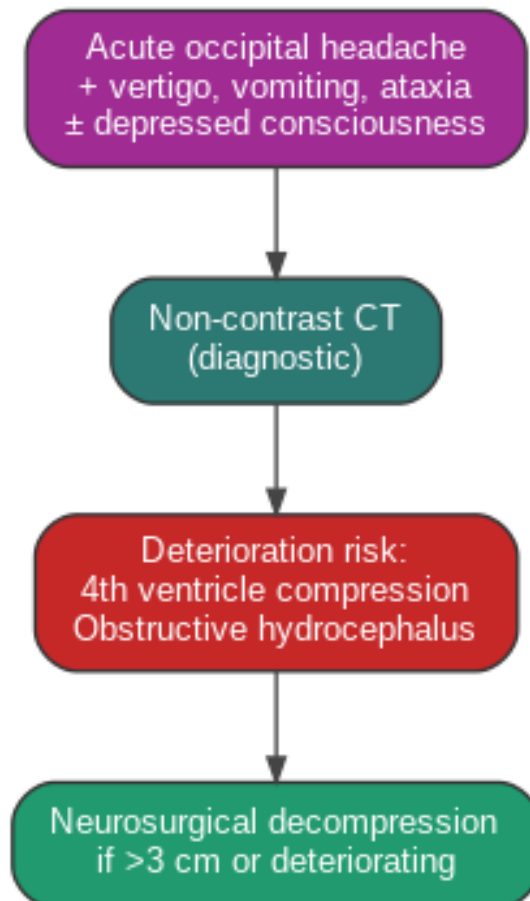 Acute occipital headache
+ vertigo, vomiting, ataxia
± depressed consciousness
Non-contrast CT
(diagnostic)
Deterioration risk:
4th ventricle compression
Obstructive hydrocephalus
Neurosurgical decompression
if >3 cm or deteriorating